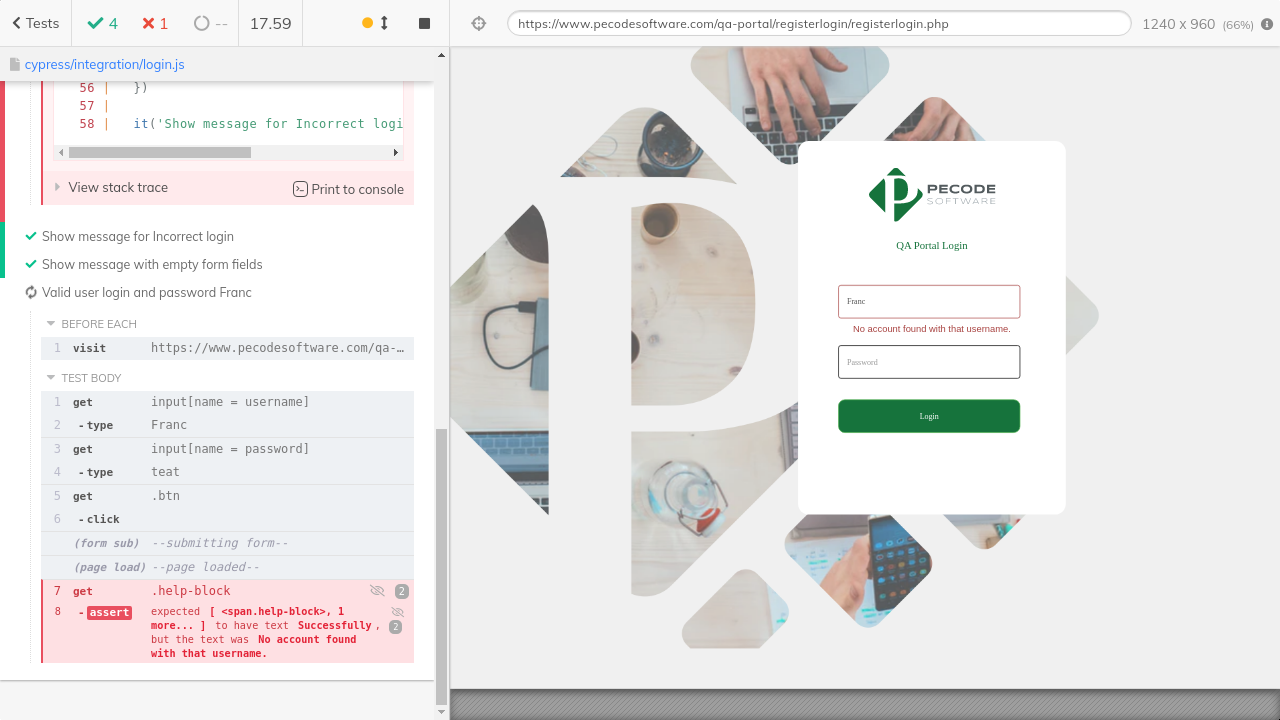 Tests
4
1
--
17.59
https://www.pecodesoftware.com/qa-portal/registerlogin/registerlogin.php
1240 x 960 (66%)
cypress/integration/login.js
56 | })
57 |
58 | it('Show message for Incorrect logi
View stack trace
Print to console
Show message for Incorrect login
Show message with empty form fields
Valid user login and password Franc
BEFORE EACH
1 visit https://www.pecodesoftware.com/qa-…
TEST BODY
1 get input[name = username]
2 -type Franc
3 get input[name = password]
4 -type teat
5 get .btn
6 -click
(form sub) --submitting form--
(page load) --page loaded--
7 get .help-block 2
8 -assert expected [ <span.help-block>, 1
more... ] to have text Successfully, 2
but the text was No account found
with that username.
PECODE
SOFTWARE
QA Portal Login
Franc
No account found with that username.
Password
Login